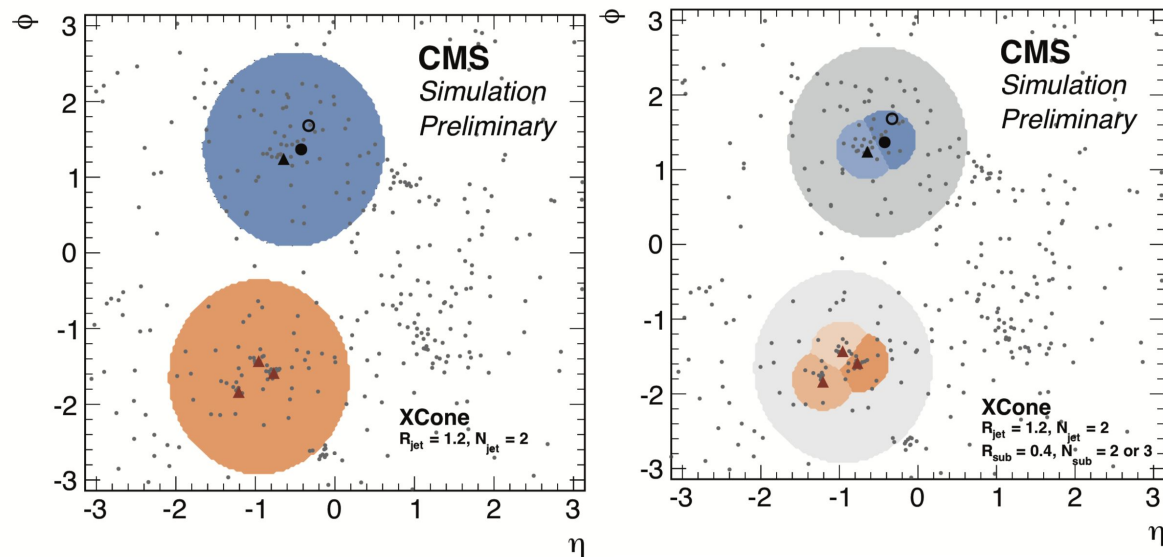 ϕ
3
2
1
0
-1
-2
-3
CMS
Simulation
Preliminary
XCone
R_jet = 1.2, N_jet = 2
-3 -2 -1 0 1 2 3
η
ϕ
3
2
1
0
-1
-2
-3
CMS
Simulation
Preliminary
XCone
R_jet = 1.2, N_jet = 2
R_sub = 0.4, N_sub = 2 or 3
-3 -2 -1 0 1 2 3
η